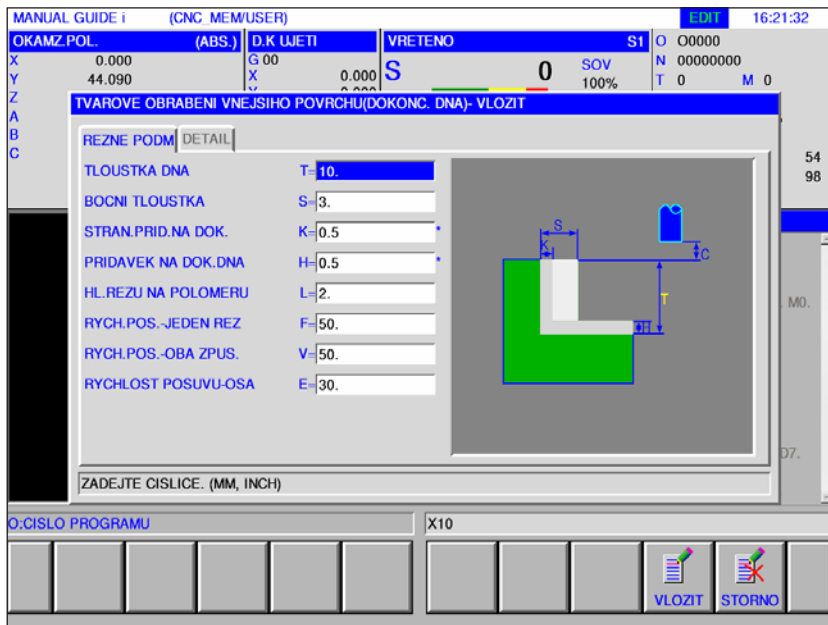 MANUAL GUIDE i (CNC_MEM/USER) EDIT 16:21:32
OKAMZ.POL. (ABS.) D.K UJETI VRETENO S1 O O0000
X 0.000 G 00 N 00000000
Y 44.090 X 0.000 S 0 SOV 100% T 0 M 0
Z
A
B
C
54
98
TVAROVE OBRABENI VNEJSIHO POVRCHU(DOKONC. DNA)- VLOZIT
REZNE PODM DETAIL
TLOUSTKA DNA T=10.
BOCNI TLOUSTKA S=3.
STRAN.PRID.NA DOK. K=0.5 *
PRIDAVEK NA DOK.DNA H=0.5 *
HL.REZU NA POLOMERU L=2.
RYCH.POS.-JEDEN REZ F=50.
RYCH.POS.-OBA ZPUS. V=50.
RYCHLOST POSUVU-OSA E=30.
S
K
C
T
H
M0.
D7.
ZADEJTE CISLICE. (MM, INCH)
O:CISLO PROGRAMU X10
VLOZIT STORNO